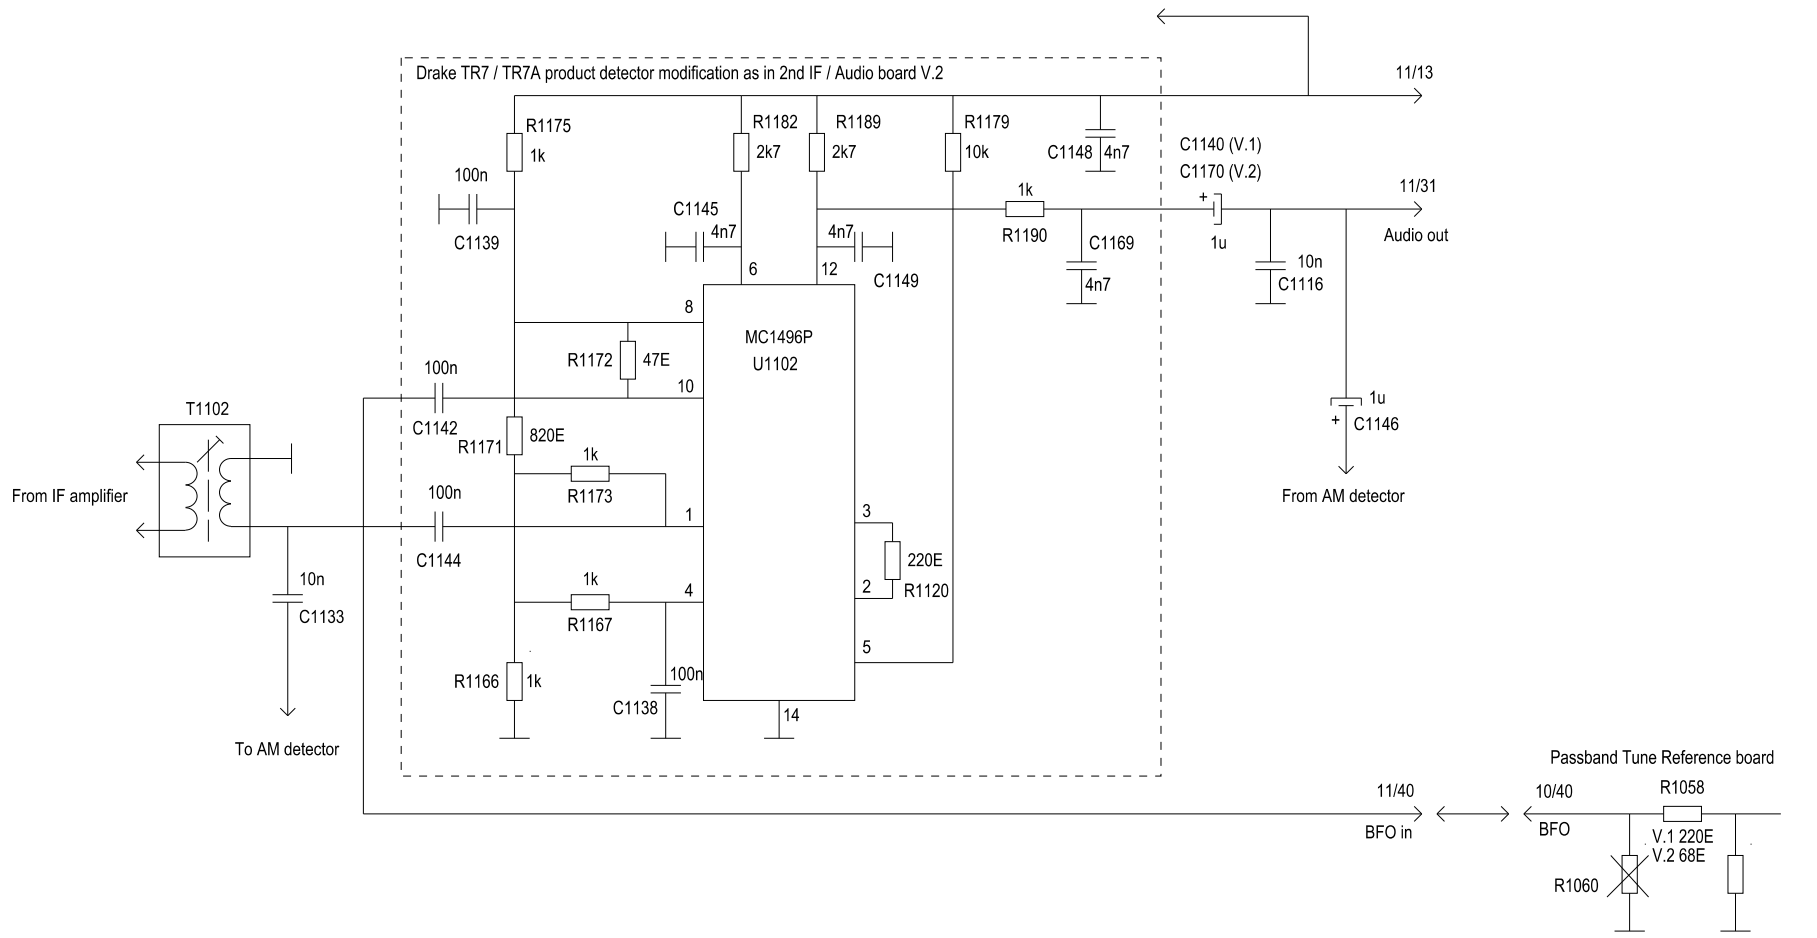 Drake TR7 / TR7A product detector modification as in 2nd IF / Audio board V.2
11/13
R1175
1k
R1182
2k7
R1189
2k7
R1179
10k
C1148
4n7
C1140 (V.1)
C1170 (V.2)
+
1u
11/31
Audio out
100n
C1139
C1145
4n7
4n7
C1149
1k
R1190
C1169
4n7
10n
C1116
6
12
8
MC1496P
U1102
R1172
47E
10
100n
C1142
T1102
R1171
820E
1k
R1173
1u
+
C1146
From AM detector
From IF amplifier
100n
C1144
1
3
220E
R1120
2
10n
C1133
1k
R1167
4
5
R1166
1k
100n
C1138
14
To AM detector
Passband Tune Reference board
11/40
BFO in
10/40
BFO
R1058
V.1 220E
V.2 68E
R1060